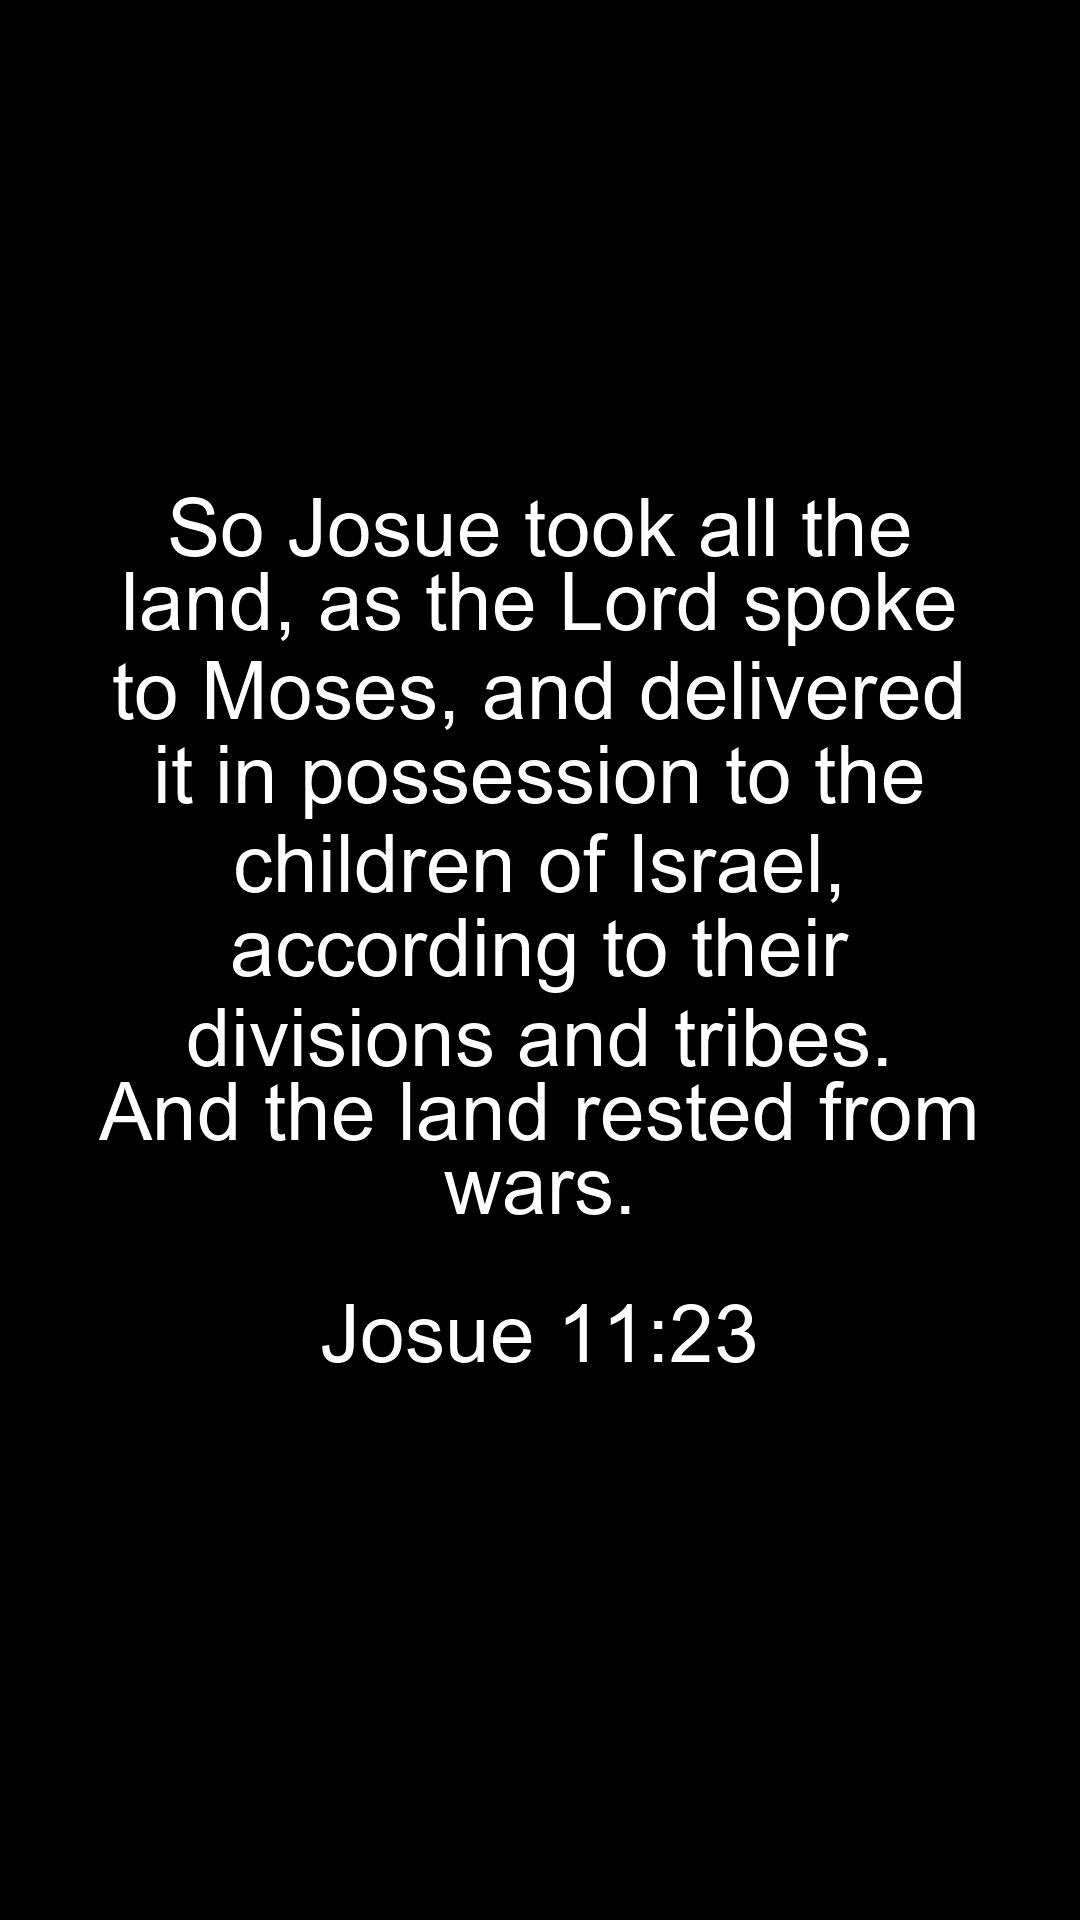 So Josue took all the
land, as the Lord spoke
to Moses, and delivered
it in possession to the
children of Israel,
according to their
divisions and tribes.
And the land rested from
wars.
Josue 11:23